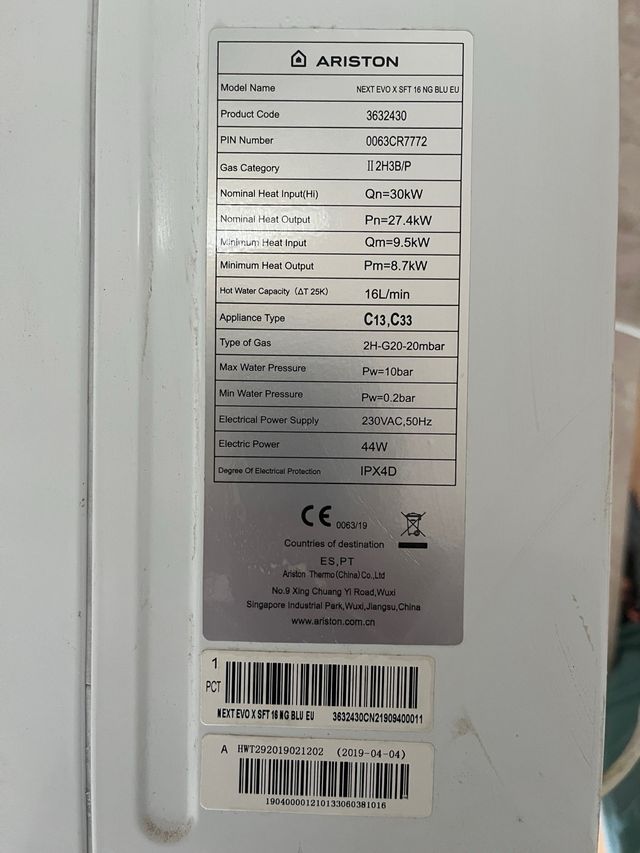 ARISTON
Model Name NEXT EVO X SFT 16 NG BLU EU
Product Code 3632430
PIN Number 0063CR7772
Gas Category II2H3B/P
Nominal Heat Input(Hi) Qn=30kW
Nominal Heat Output Pn=27.4kW
Minimum Heat Input Qm=9.5kW
Minimum Heat Output Pm=8.7kW
Hot Water Capacity (ΔT 25K) 16L/min
Appliance Type C13,C33
Type of Gas 2H-G20-20mbar
Max Water Pressure Pw=10bar
Min Water Pressure Pw=0.2bar
Electrical Power Supply 230VAC,50Hz
Electric Power 44W
Degree Of Electrical Protection IPX4D
CE 0063/19
Countries of destination
ES,PT
Ariston Thermo(China)Co.,Ltd
No.9 Xing Chuang YI Road,Wuxi
Singapore Industrial Park,Wuxi,Jiangsu,China
www.ariston.com.cn
1
PCT
NEXT EVO X SFT 16 NG BLU EU 3632430CN21909400011
A HWT292019021202 (2019-04-04)
190400001210133060381016